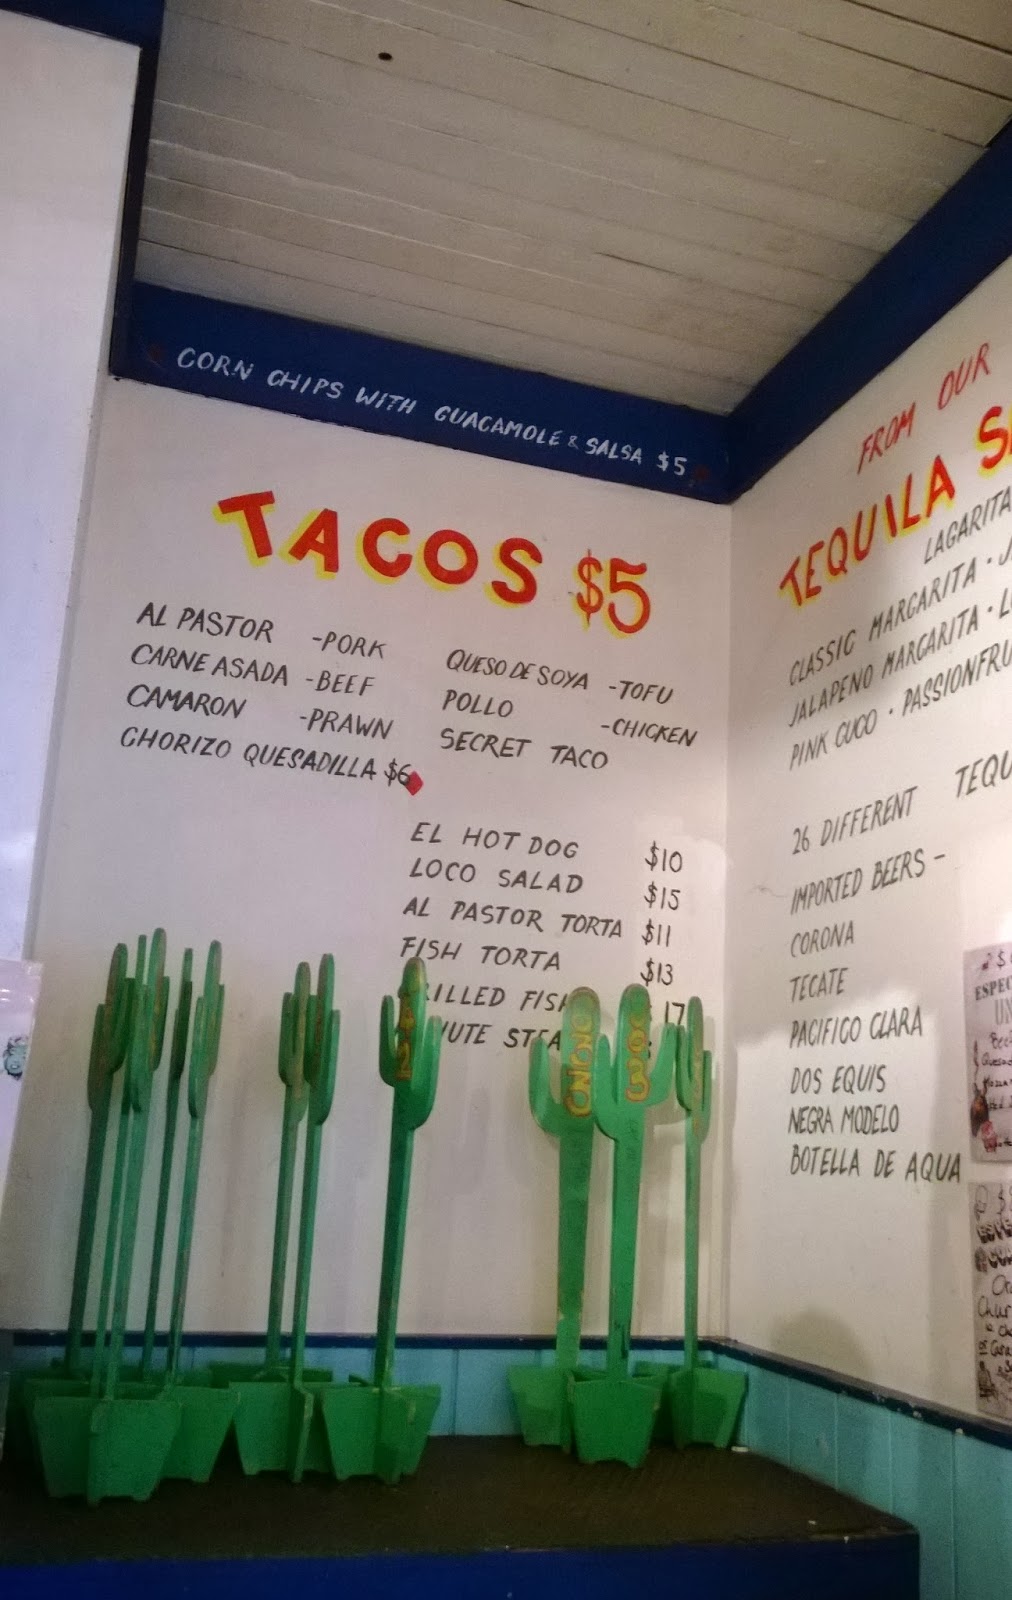 CORN CHIPS WITH GUACAMOLE & SALSA $5
TACOS $5
AL PASTOR -PORK
CARNE ASADA -BEEF
CAMARON -PRAWN
CHORIZO QUESADILLA $6
QUESO DE SOYA -TOFU
POLLO -CHICKEN
SECRET TACO
EL HOT DOG $10
LOCO SALAD $15
AL PASTOR TORTA $11
FISH TORTA $13
17
FROM OUR
TEQUILA
CLASSIC MARGARITA ·
JALAPENO MARGARITA ·
PINK CUCO ·
26 DIFFERENT
IMPORTED BEERS -
CORONA
TECATE
PACIFICO CLARA
DOS EQUIS
NEGRA MODELO
BOTELLA DE AQUA